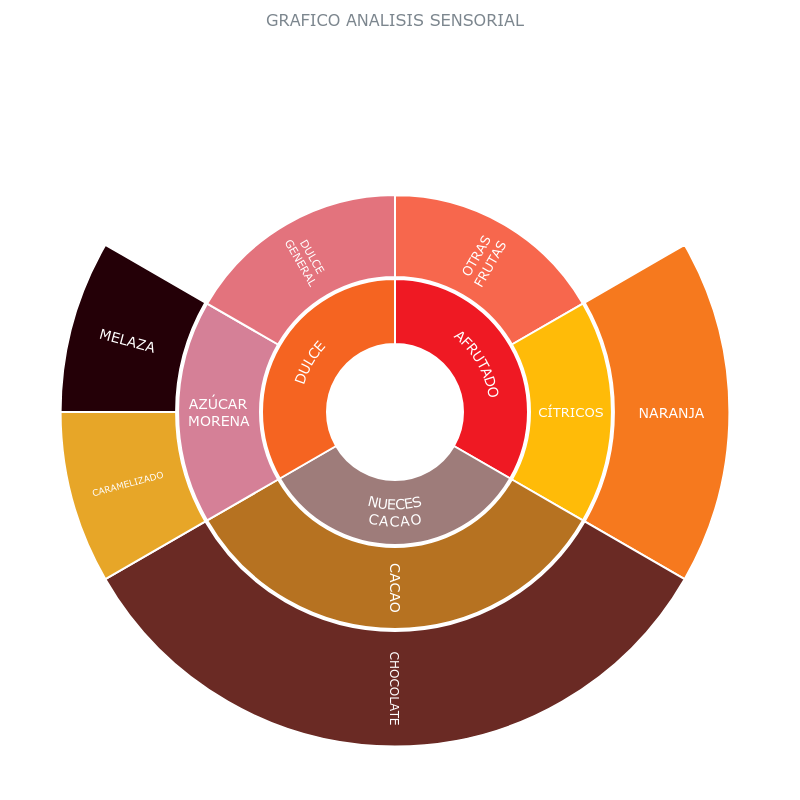 GRAFICO ANALISIS SENSORIAL
DULCE
GENERAL
OTRAS
FRUTAS
MELAZA
DULCE
AFRUTADO
AZÚCAR
MORENA
CÍTRICOS
NARANJA
CARAMELIZADO
NUECES
CACAO
CACAO
CHOCOLATE